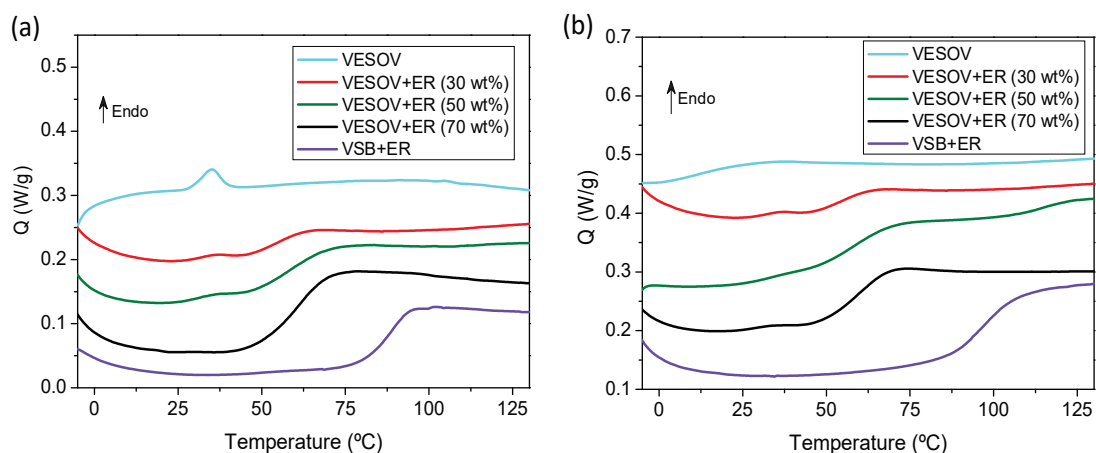 (a)
0.5
0.4
0.3
0.2
0.1
0.0
Q (W/g)
Endo
VESOV
VESOV+ER (30 wt%)
VESOV+ER (50 wt%)
VESOV+ER (70 wt%)
VSB+ER
0 25 50 75 100 125
Temperature (ºC)
(b)
0.7
0.6
0.5
0.4
0.3
0.2
0.1
Q (W/g)
Endo
VESOV
VESOV+ER (30 wt%)
VESOV+ER (50 wt%)
VESOV+ER (70 wt%)
VSB+ER
0 25 50 75 100 125
Temperature (ºC)